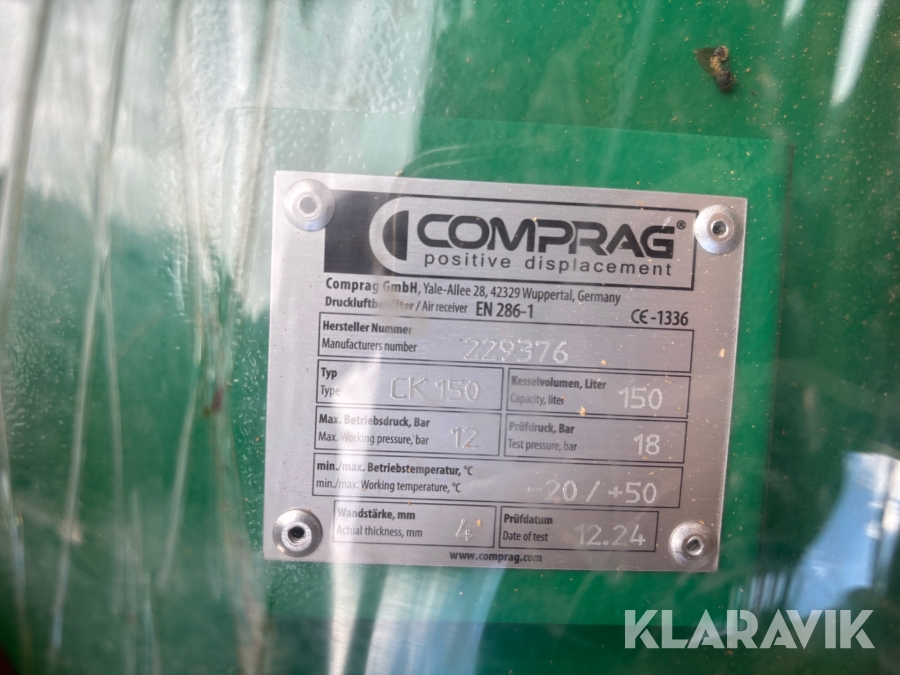 COMPRAG®
positive displacement
Comprag GmbH, Yale-Allee 28, 42329 Wuppertal, Germany
Druckluftbehälter / Air receiver EN 286-1 CE -1336
Hersteller Nummer
Manufacturers number 229376
Typ
Type CK 150
Kesselvolumen, Liter
Capacity, liter 150
Max. Betriebsdruck, Bar
Max. Working pressure, bar 12
Prüfdruck, Bar
Test pressure, bar 18
min./max. Betriebstemperatur, °C
min./max. Working temperature, °C -20 / +50
Wandstärke, mm
Actual thickness, mm 4
Prüfdatum
Date of test 12.24
www.comprag.com
KLARAVIK